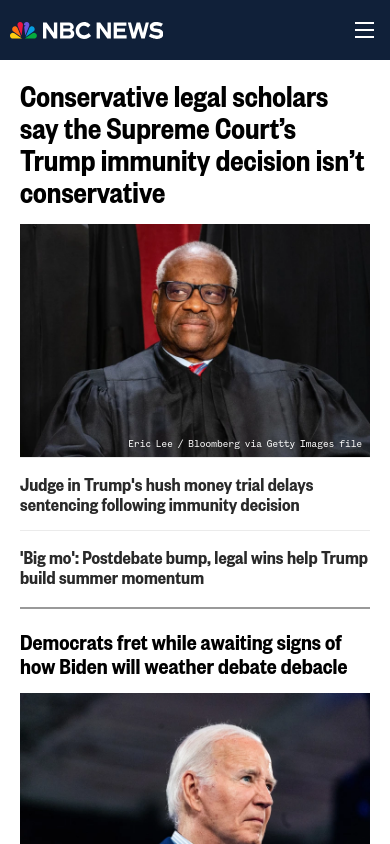 NBC NEWS
Conservative legal scholars
say the Supreme Court’s
Trump immunity decision isn’t
conservative
Eric Lee / Bloomberg via Getty Images file
Judge in Trump's hush money trial delays
sentencing following immunity decision
'Big mo': Postdebate bump, legal wins help Trump
build summer momentum
Democrats fret while awaiting signs of
how Biden will weather debate debacle